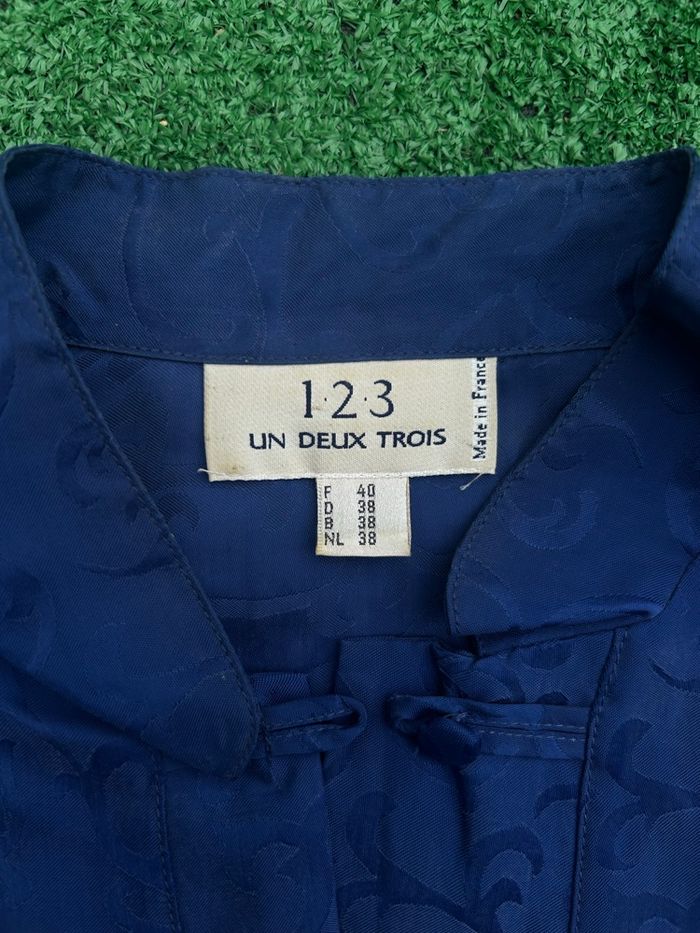 1·2·3
UN DEUX TROIS
Made in France
F 40
D 38
B 38
NL 38